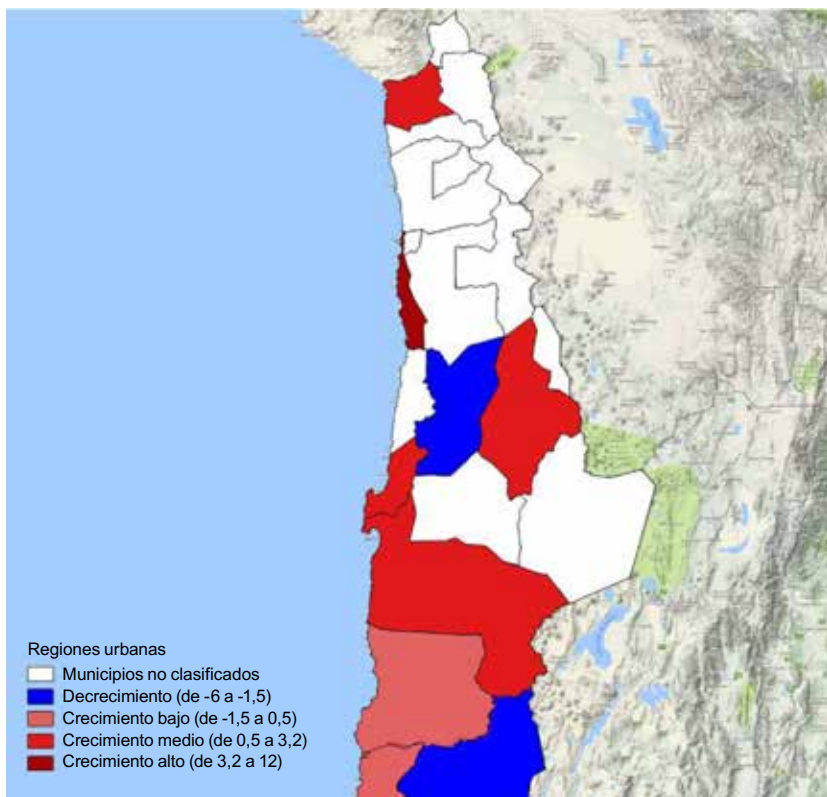 Regiones urbanas
Municipios no clasificados
Decrecimiento (de -6 a -1,5)
Crecimiento bajo (de -1,5 a 0,5)
Crecimiento medio (de 0,5 a 3,2)
Crecimiento alto (de 3,2 a 12)